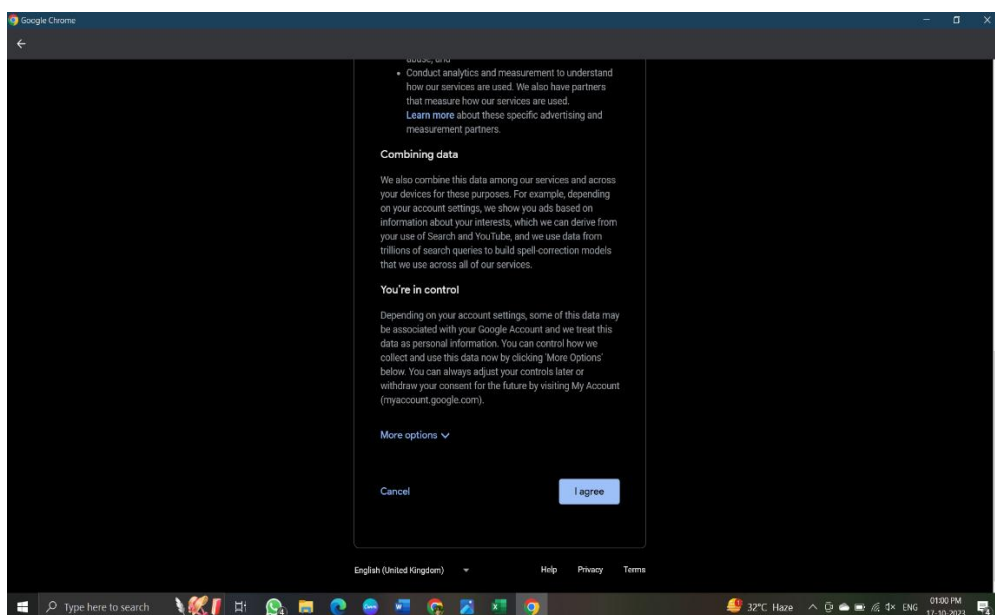 Google Chrome
abuse, and
• Conduct analytics and measurement to understand
how our services are used. We also have partners
that measure how our services are used.
Learn more about these specific advertising and
measurement partners.
Combining data
We also combine this data among our services and across
your devices for these purposes. For example, depending
on your account settings, we show you ads based on
information about your interests, which we can derive from
your use of Search and YouTube, and we use data from
trillions of search queries to build spell-correction models
that we use across all of our services.
You're in control
Depending on your account settings, some of this data may
be associated with your Google Account and we treat this
data as personal information. You can control how we
collect and use this data now by clicking 'More Options'
below. You can always adjust your controls later or
withdraw your consent for the future by visiting My Account
(myaccount.google.com).
More options
Cancel I agree
English (United Kingdom) Help Privacy Terms
Type here to search 32°C Haze ENG 01:00 PM
17-10-2023